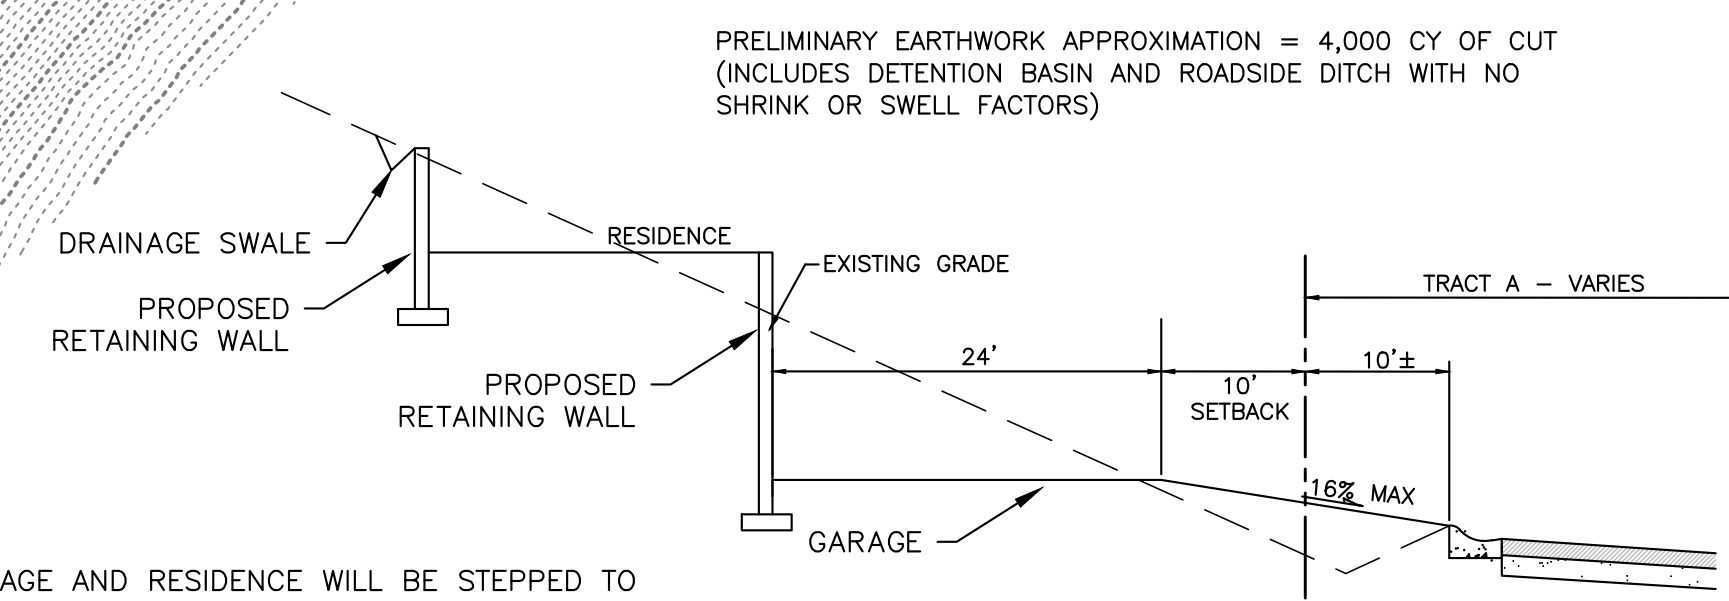 PRELIMINARY EARTHWORK APPROXIMATION = 4,000 CY OF CUT
(INCLUDES DETENTION BASIN AND ROADSIDE DITCH WITH NO
SHRINK OR SWELL FACTORS)
DRAINAGE SWALE
RESIDENCE
EXISTING GRADE
TRACT A - VARIES
PROPOSED
RETAINING WALL
24'
10'±
10'
SETBACK
PROPOSED
RETAINING WALL
16% MAX
GARAGE
AGE AND RESIDENCE WILL BE STEPPED TO